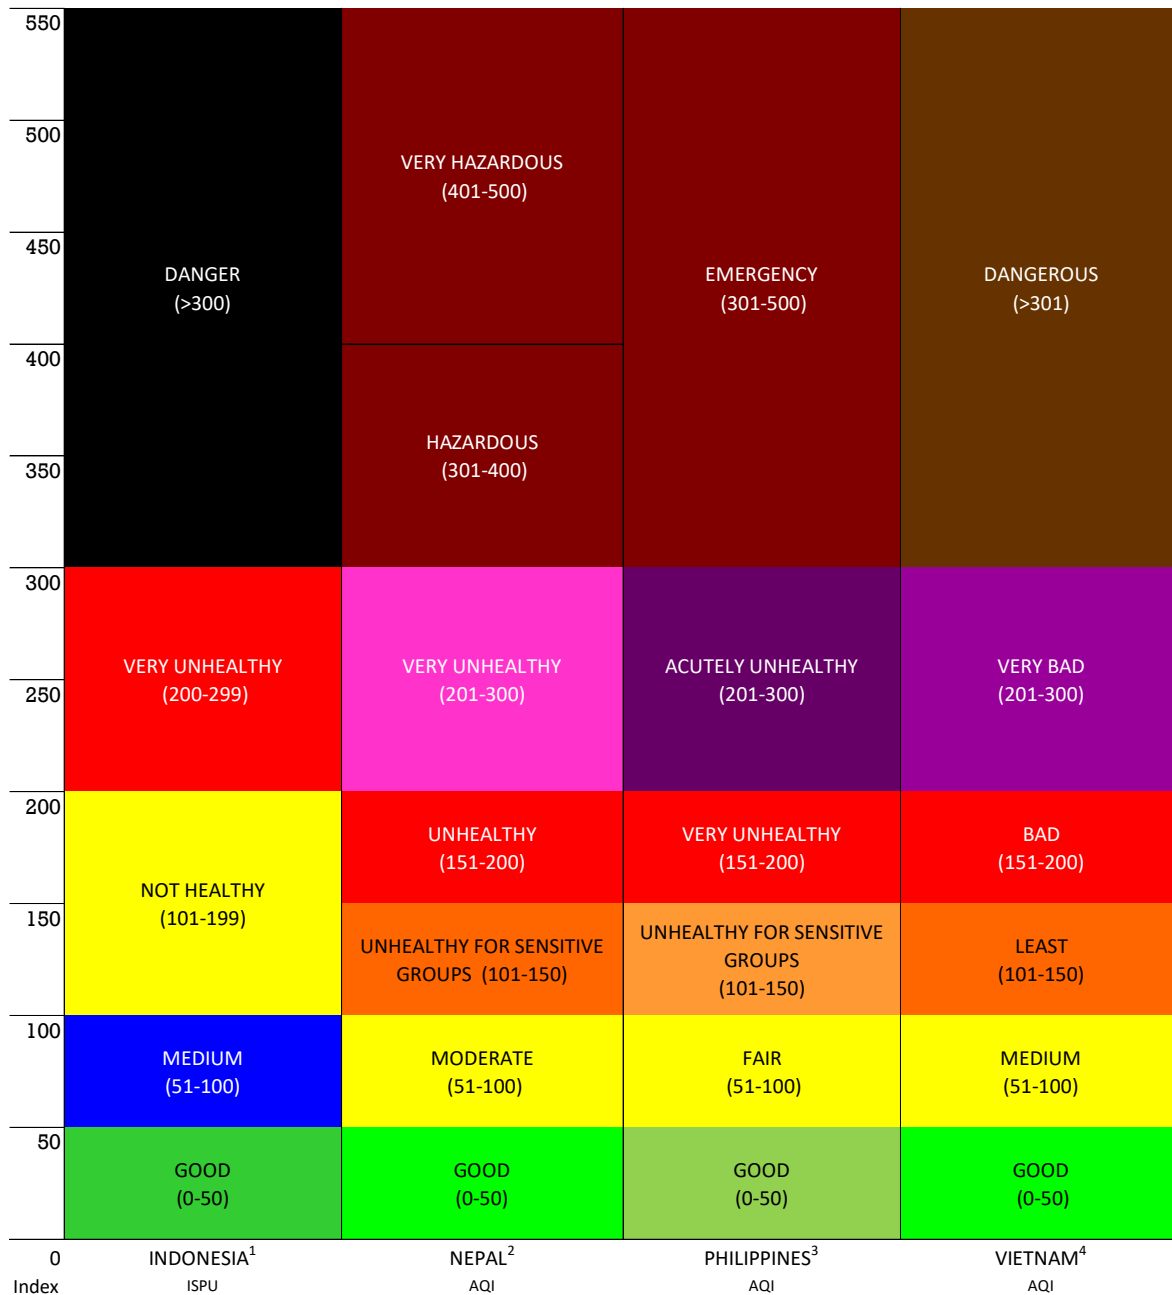 550
500
450
400
350
300
250
200
150
100
50
0
Index
DANGER
(>300)
VERY UNHEALTHY
(200-299)
NOT HEALTHY
(101-199)
MEDIUM
(51-100)
GOOD
(0-50)
INDONESIA1
ISPU
VERY HAZARDOUS
(401-500)
HAZARDOUS
(301-400)
VERY UNHEALTHY
(201-300)
UNHEALTHY
(151-200)
UNHEALTHY FOR SENSITIVE
GROUPS (101-150)
MODERATE
(51-100)
GOOD
(0-50)
NEPAL2
AQI
EMERGENCY
(301-500)
ACUTELY UNHEALTHY
(201-300)
VERY UNHEALTHY
(151-200)
UNHEALTHY FOR SENSITIVE
GROUPS
(101-150)
FAIR
(51-100)
GOOD
(0-50)
PHILIPPINES3
AQI
DANGEROUS
(>301)
VERY BAD
(201-300)
BAD
(151-200)
LEAST
(101-150)
MEDIUM
(51-100)
GOOD
(0-50)
VIETNAM4
AQI